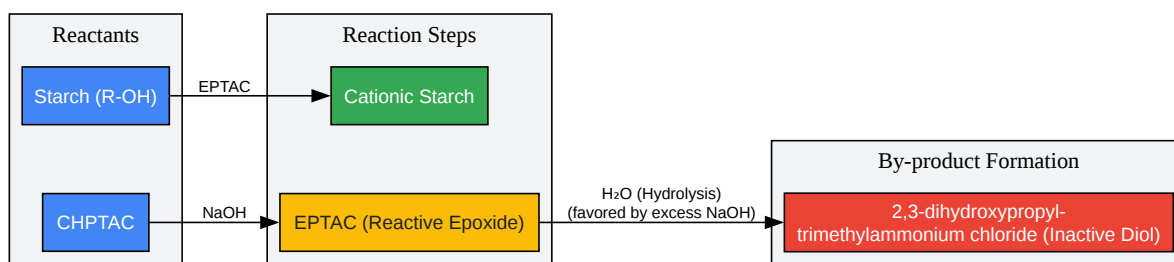 Reactants
Reaction Steps
Starch (R-OH)
EPTAC
Cationic Starch
By-product Formation
CHPTAC
NaOH
EPTAC (Reactive Epoxide)
H₂O (Hydrolysis)
(favored by excess NaOH)
2,3-dihydroxypropyl-
trimethylammonium chloride (Inactive Diol)